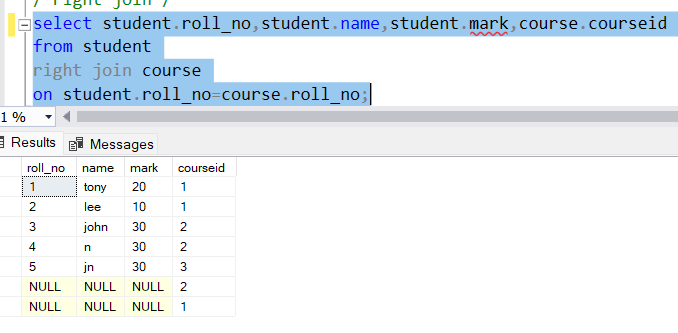 / right join /
select student.roll_no,student.name,student.mark,course.courseid
from student
right join course
on student.roll_no=course.roll_no;
1 %
Results Messages
roll_no name mark courseid
1 tony 20 1
2 lee 10 1
3 john 30 2
4 n 30 2
5 jn 30 3
NULL NULL NULL 2
NULL NULL NULL 1